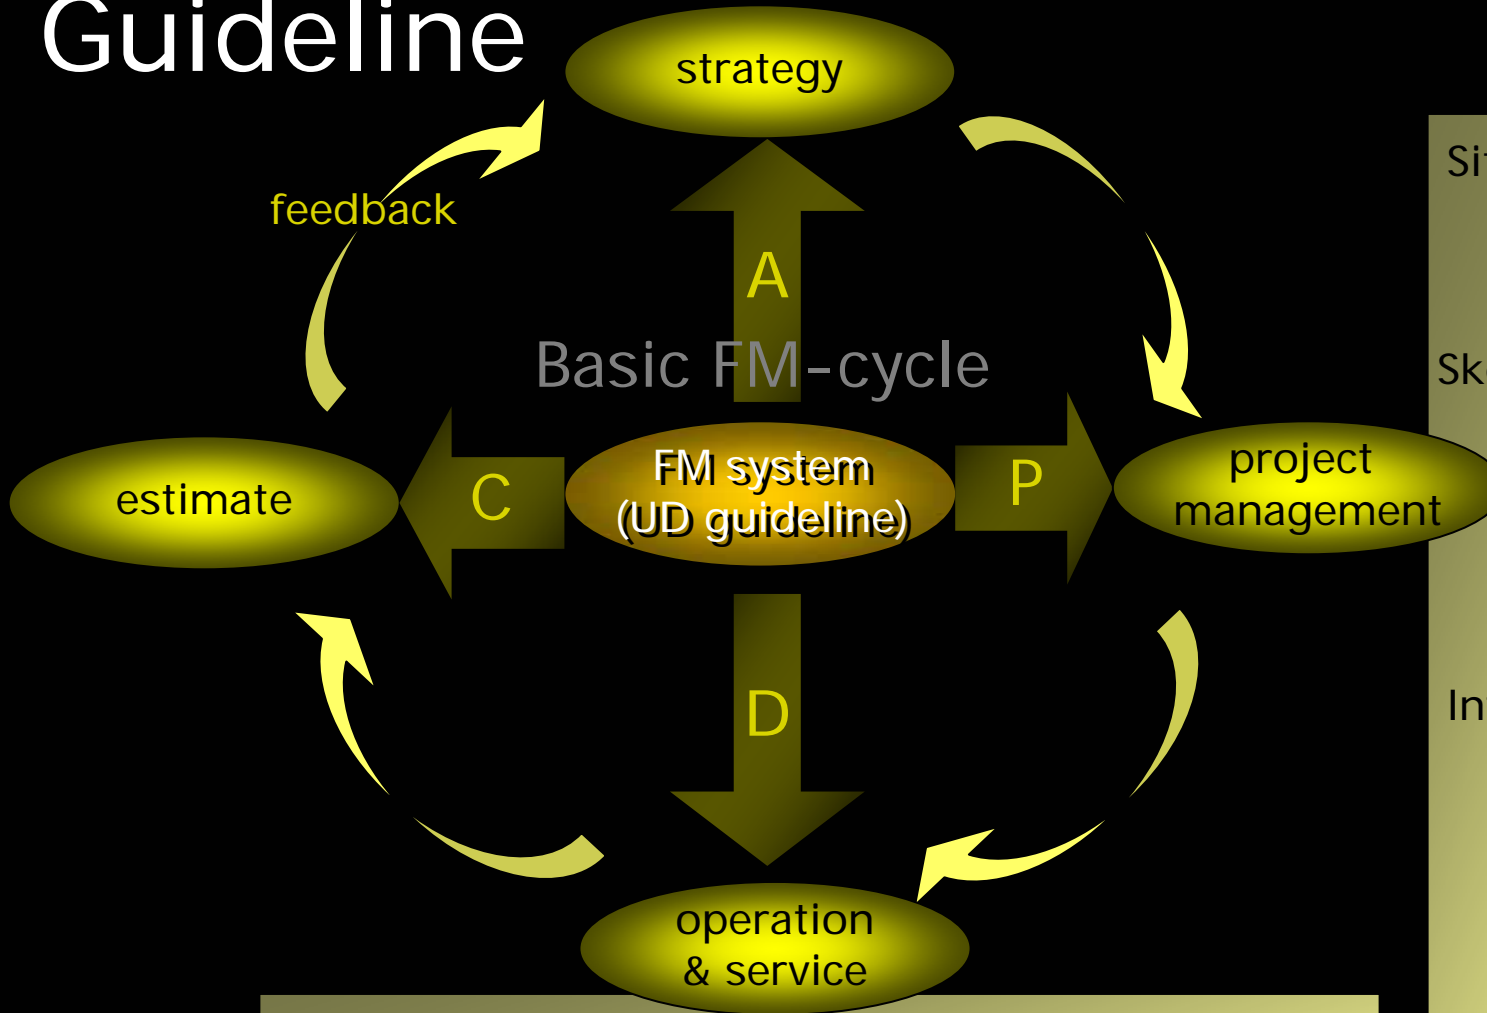 Guideline
strategy
feedback
A
Basic FM-cycle
estimate
C
FM system
(UD guideline)
P
project
management
D
operation
& service